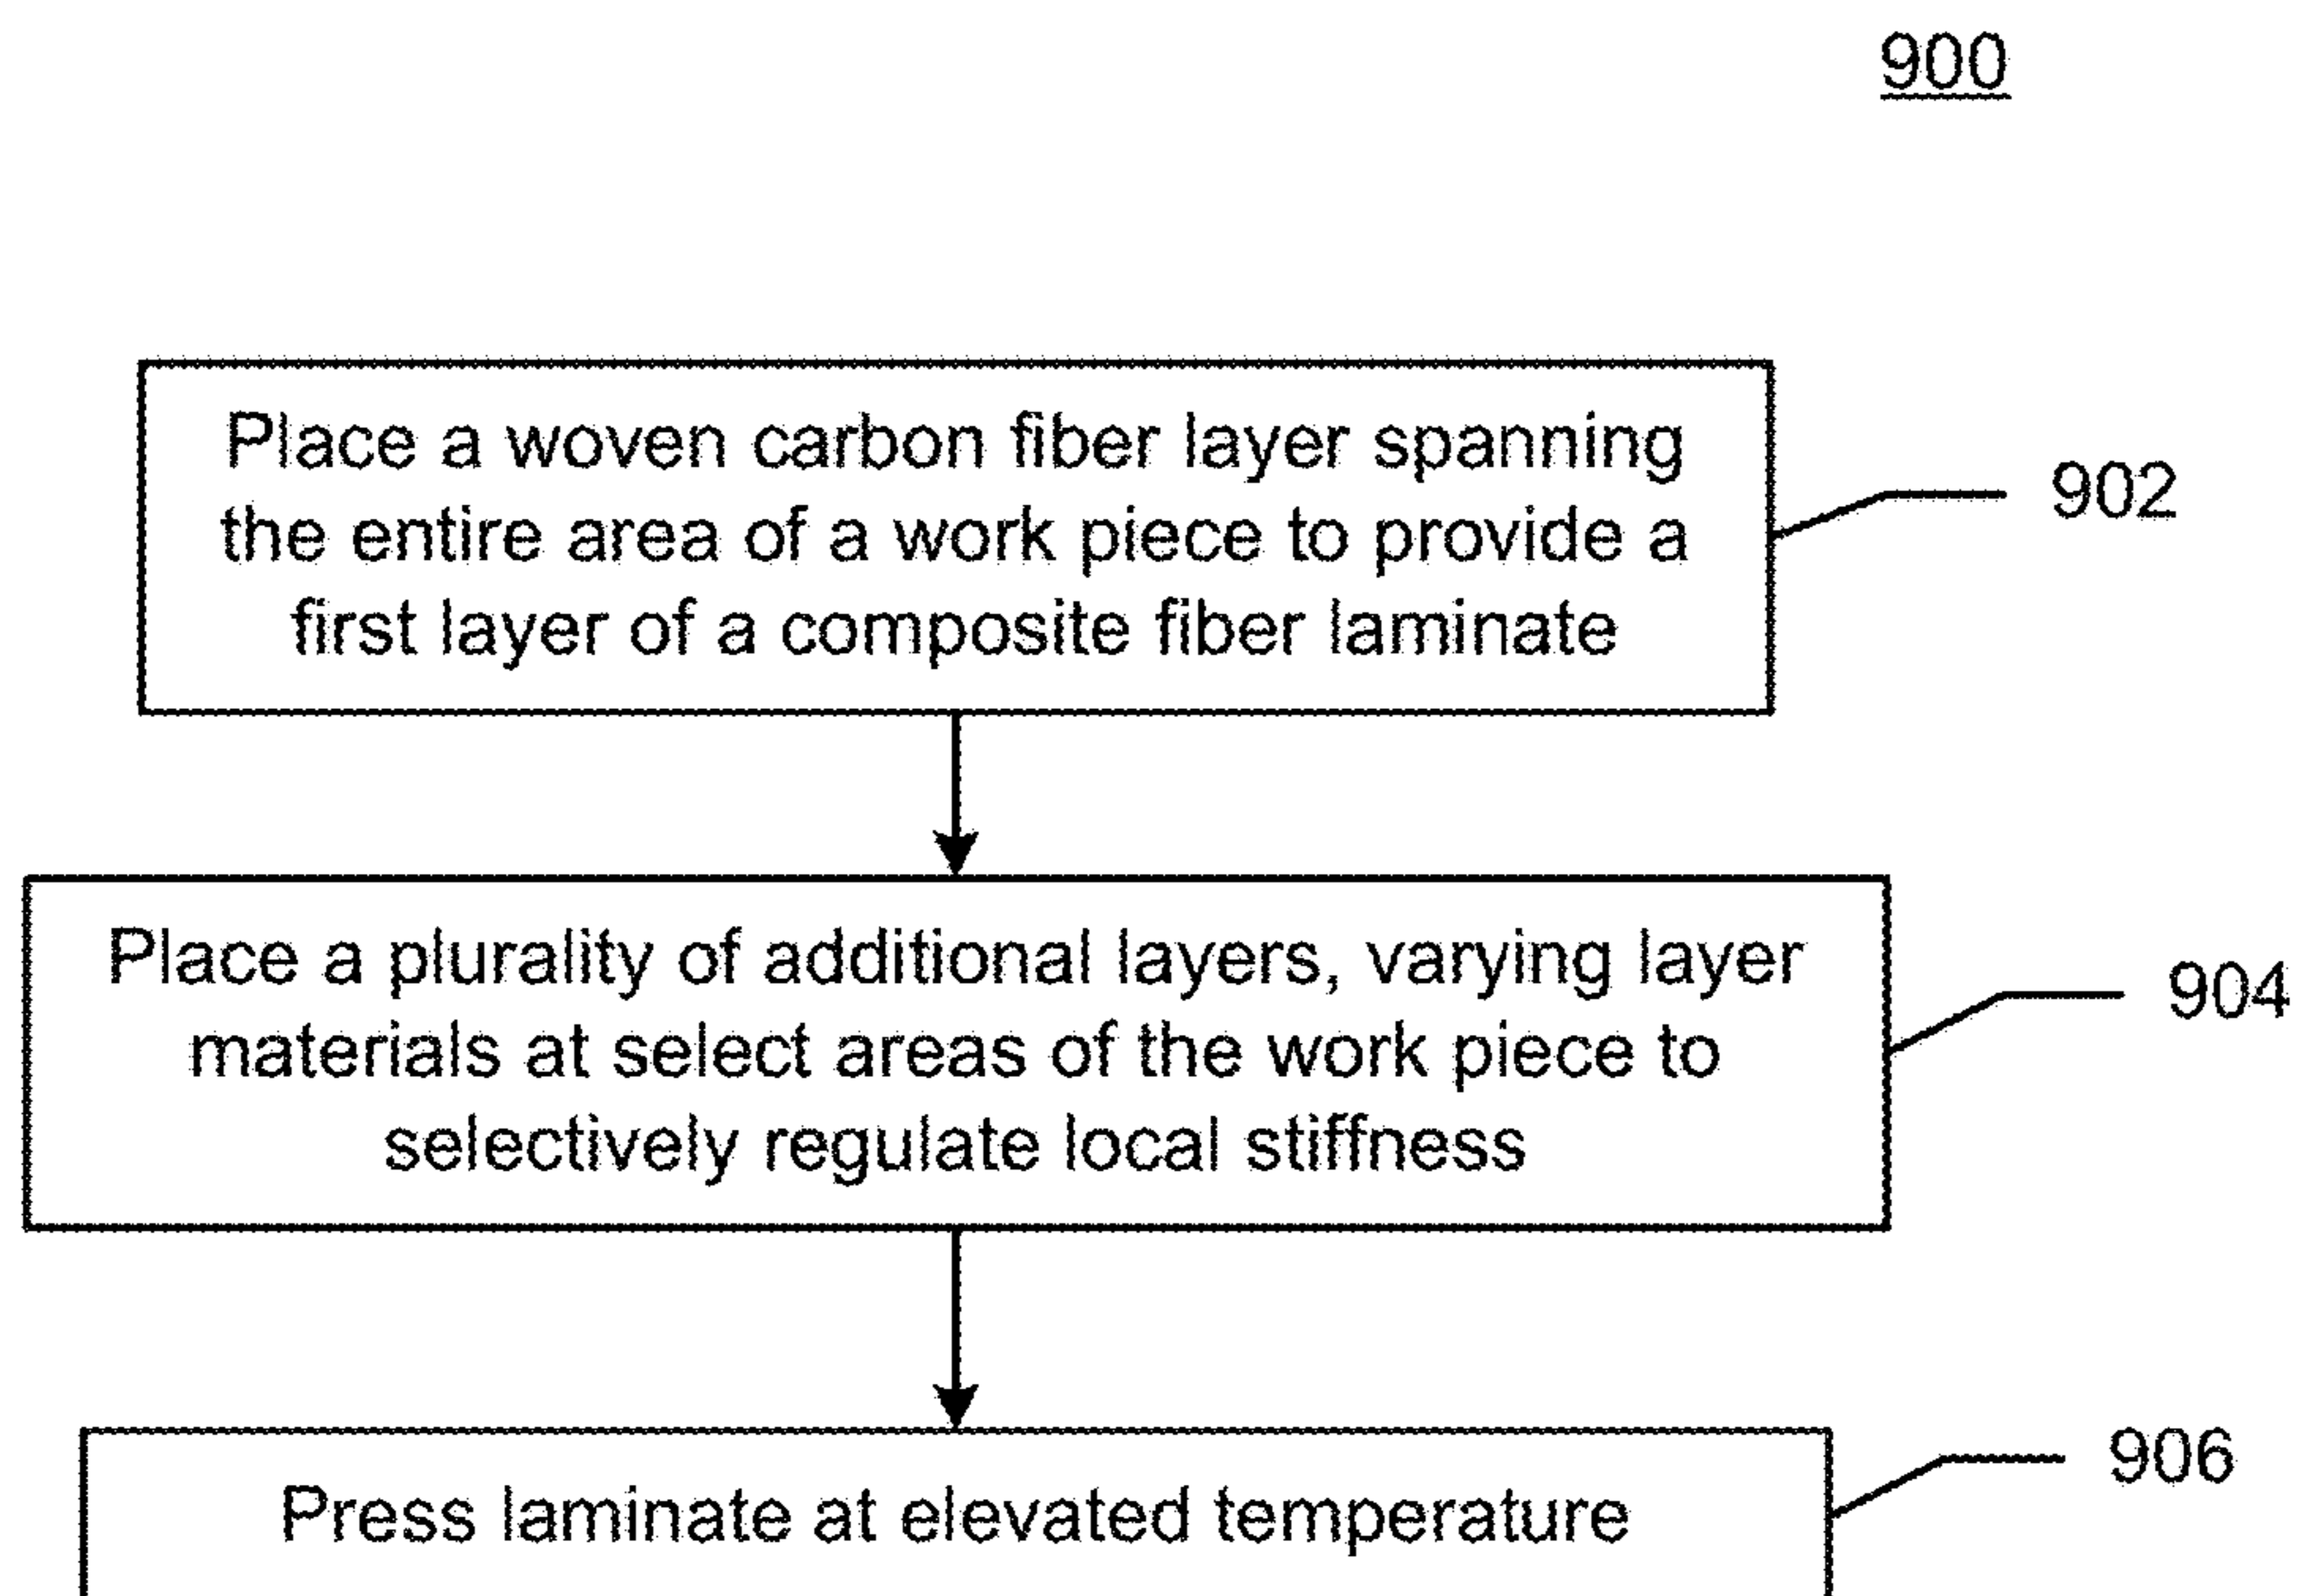 900
Place a woven carbon fiber layer spanning
the entire area of a work piece to provide a
first layer of a composite fiber laminate
902
Place a plurality of additional layers, varying layer
materials at select areas of the work piece to
selectively regulate local stiffness
904
Press laminate at elevated temperature
906